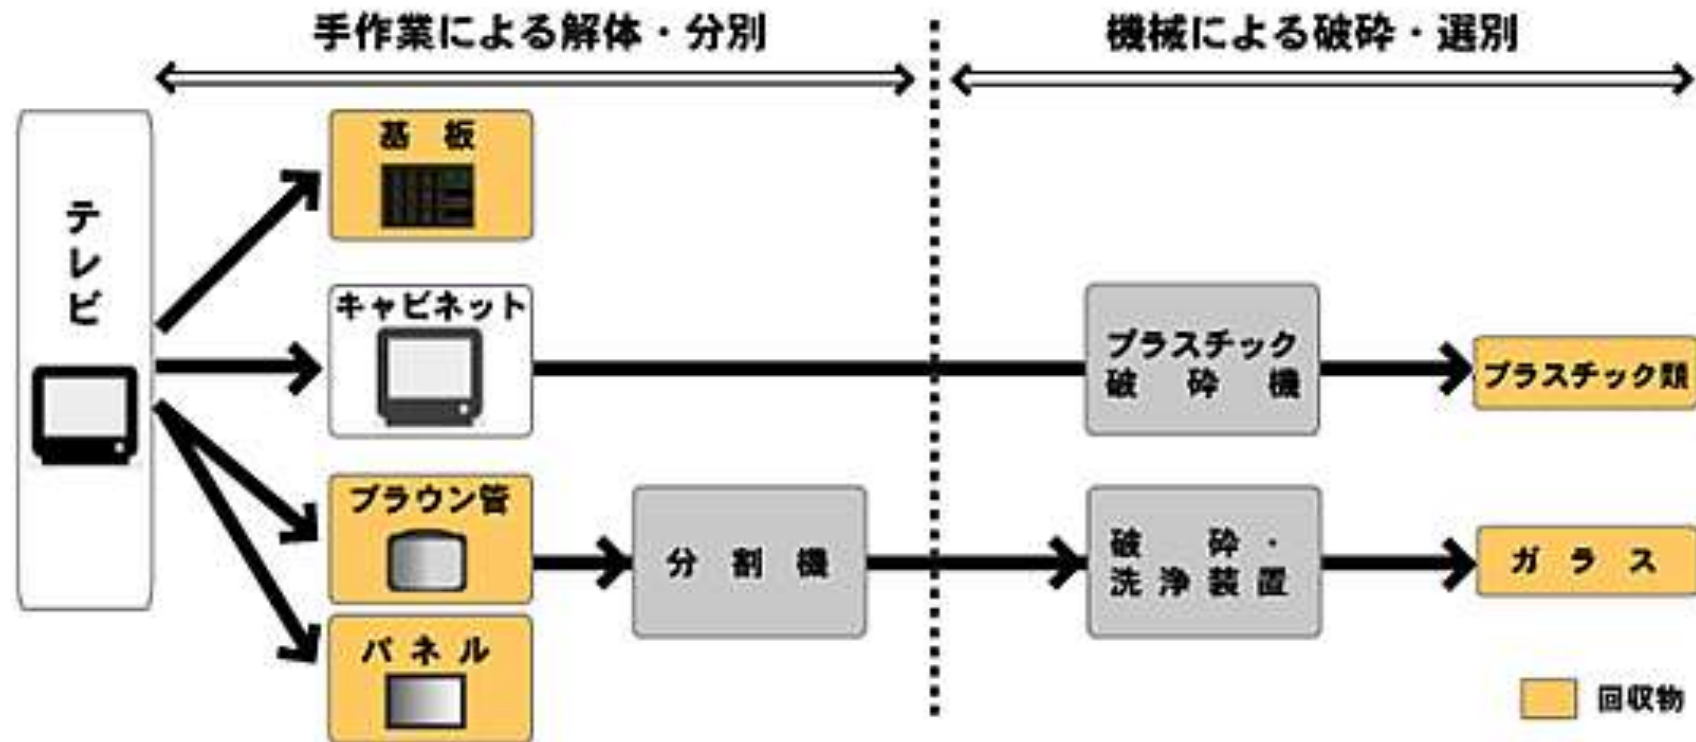 手作業による解体・分別
機械による破砕・選別
テレビ
基板
キャビネット
ブラウン管
パネル
分割機
プラスチック
破砕機
破砕・
洗浄装置
プラスチック類
ガラス
回収物